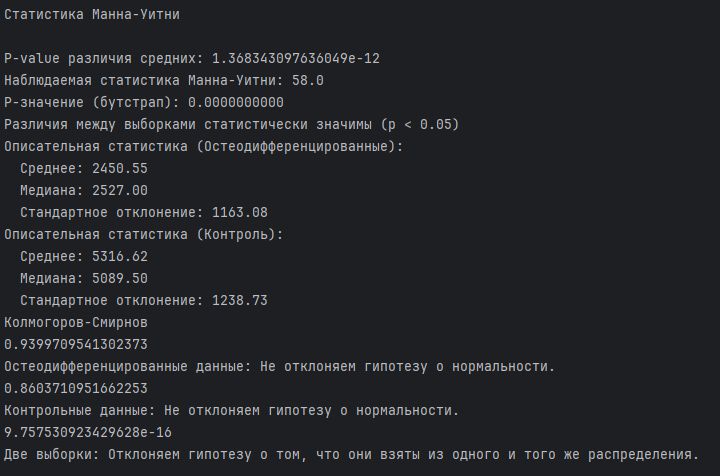 Статистика Манна-Уитни
P-value различия средних: 1.368343097636049e-12
Наблюдаемая статистика Манна-Уитни: 58.0
P-значение (бутстрап): 0.0000000000
Различия между выборками статистически значимы (p < 0.05)
Описательная статистика (Остеодифференцированные):
Среднее: 2450.55
Медиана: 2527.00
Стандартное отклонение: 1163.08
Описательная статистика (Контроль):
Среднее: 5316.62
Медиана: 5089.50
Стандартное отклонение: 1238.73
Колмогоров-Смирнов
0.9399709541302373
Остеодифференцированные данные: Не отклоняем гипотезу о нормальности.
0.8603710951662253
Контрольные данные: Не отклоняем гипотезу о нормальности.
9.757530923429628e-16
Две выборки: Отклоняем гипотезу о том, что они взяты из одного и того же распределения.